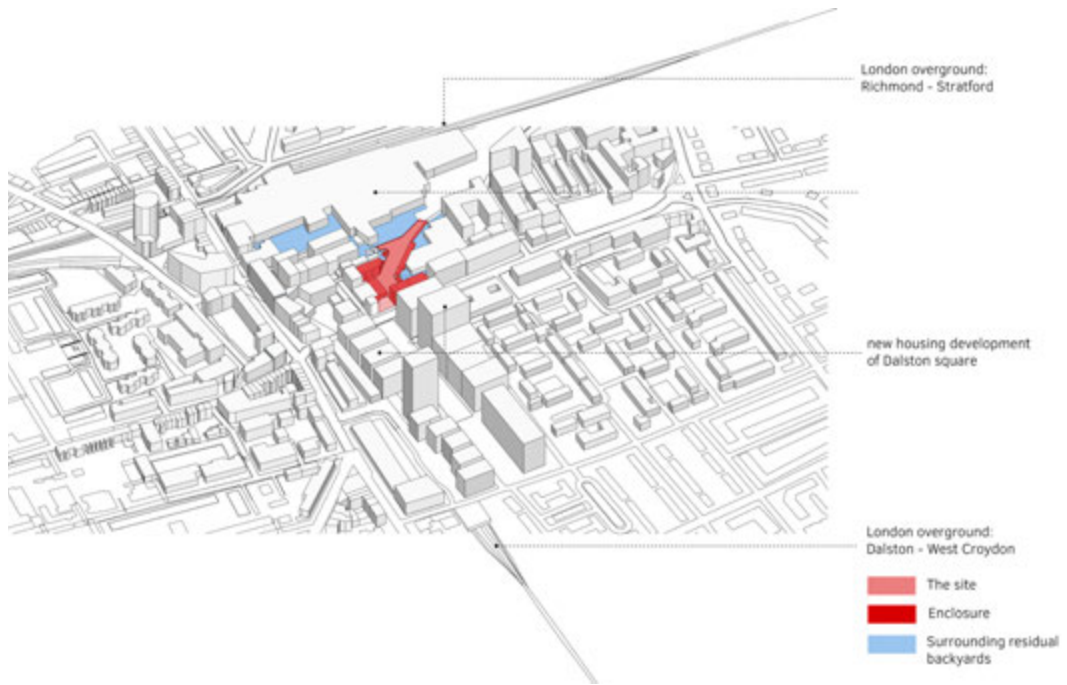 London overground:
Richmond - Stratford
new housing development
of Dalston square
London overground:
Dalston - West Croydon
The site
Enclosure
Surrounding residual
backyards